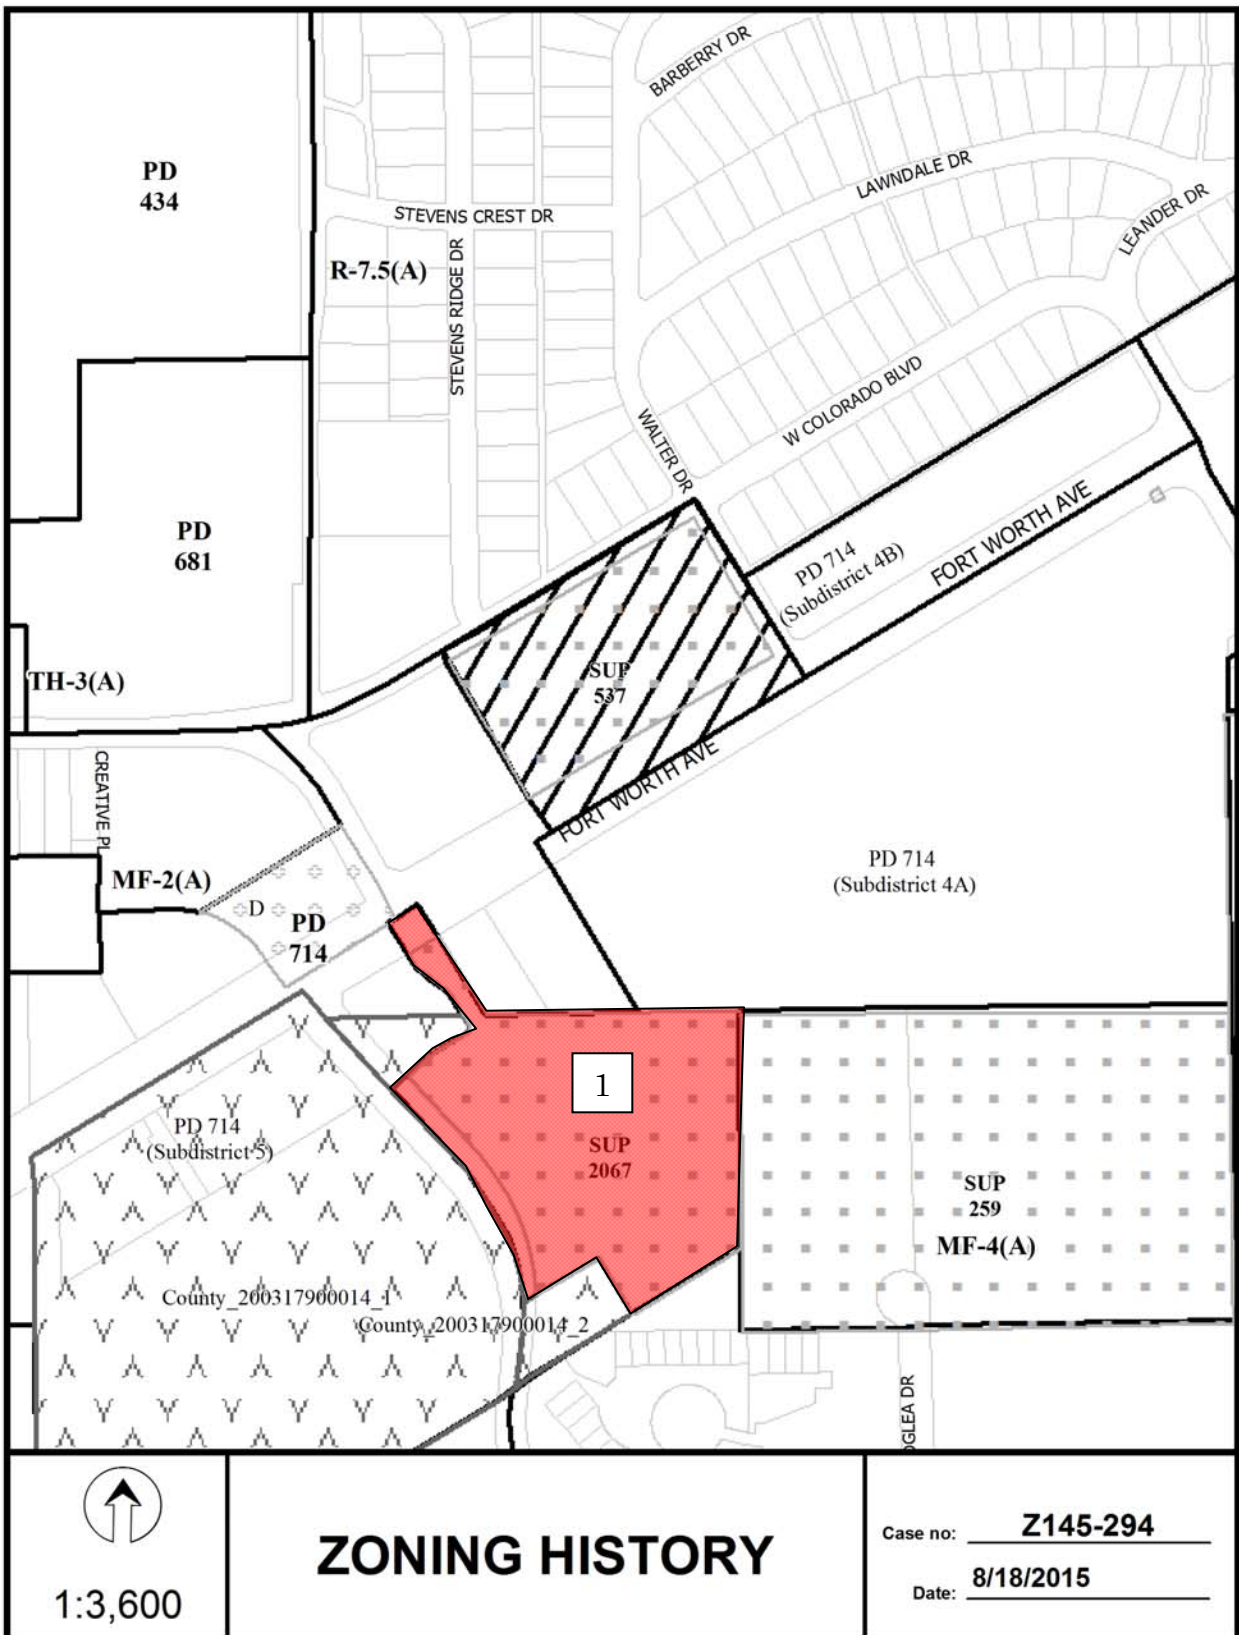 BARBERRY DR
PD
434
LAWNDALE DR
STEVENS CREST DR
LEANDER DR
R-7.5(A)
STEVENS RIDGE DR
W COLORADO BLVD
WALTER DR
PD
681
FORT WORTH AVE
PD 714
(Subdistrict 4B)
SUP
537
TH-3(A)
CREATIVE PL
FORT WORTH AVE
PD 714
(Subdistrict 4A)
MF-2(A)
D
PD
714
1
PD 714
(Subdistrict 5)
SUP
2067
SUP
259
MF-4(A)
County_200317900014_1
County_200317900014_2
OGLEA DR
1:3,600
ZONING HISTORY
Case no: Z145-294
Date: 8/18/2015